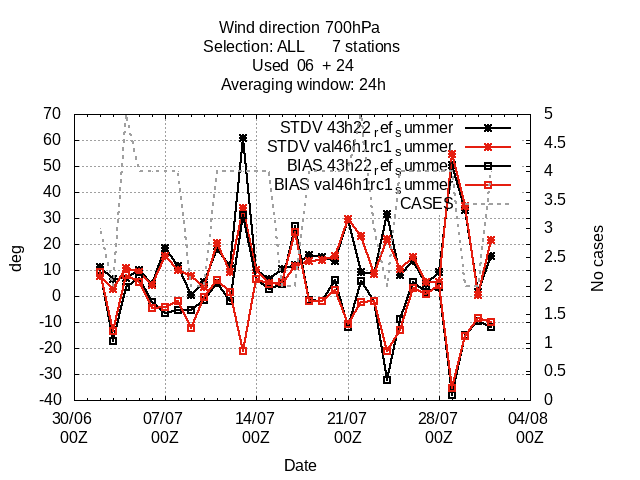 Wind direction 700hPa
Selection: ALL 7 stations
Used 06 + 24
Averaging window: 24h
STDV 43h22_ref_summer
STDV val46h1rc1_summer
BIAS 43h22_ref_summer
BIAS val46h1rc1_summer
CASES
70
60
50
40
30
20
10
0
-10
-20
-30
-40
deg
5
4.5
4
3.5
3
2.5
2
1.5
1
0.5
0
No cases
30/06 07/07 14/07 21/07 28/07 04/08
00Z 00Z 00Z 00Z 00Z 00Z
Date